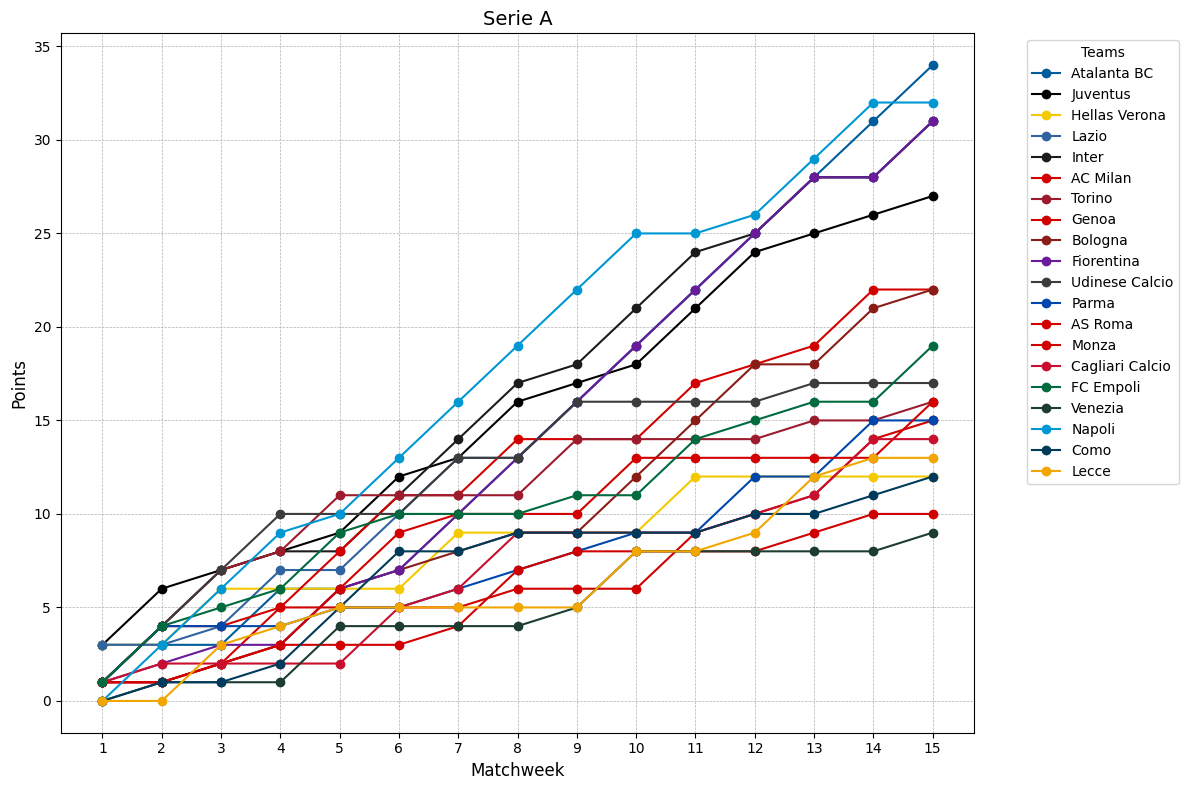 Serie A
35
30
25
20
15
10
5
0
Points
1 2 3 4 5 6 7 8 9 10 11 12 13 14 15
Matchweek
Teams
Atalanta BC
Juventus
Hellas Verona
Lazio
Inter
AC Milan
Torino
Genoa
Bologna
Fiorentina
Udinese Calcio
Parma
AS Roma
Monza
Cagliari Calcio
FC Empoli
Venezia
Napoli
Como
Lecce